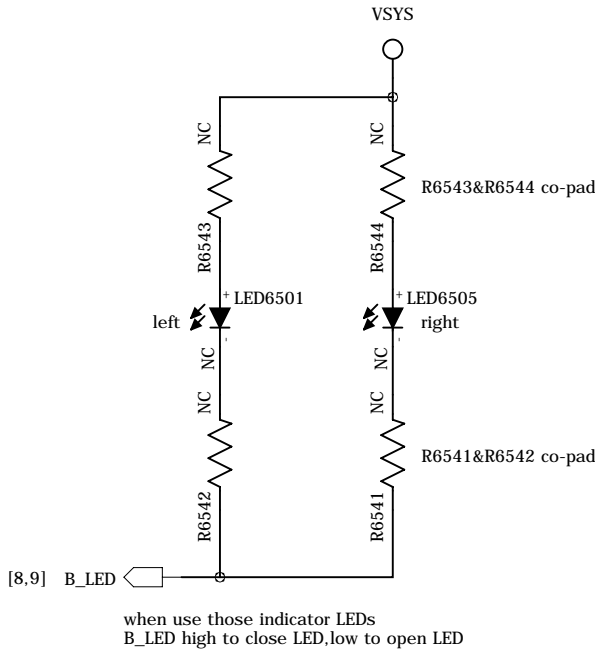 VSYS
NC
NC
R6543
R6544
R6543&R6544 co-pad
+ LED6501
+ LED6505
left
right
-
-
NC
NC
NC
NC
R6542
R6541
R6541&R6542 co-pad
[8,9] B_LED
when use those indicator LEDs
B_LED high to close LED,low to open LED